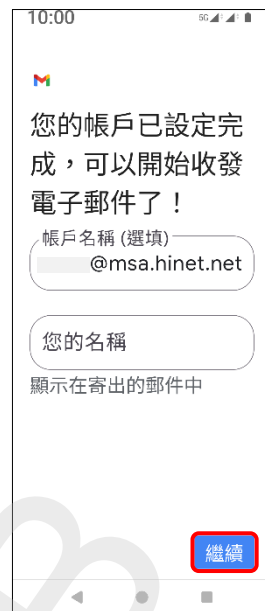 10:00
5G
您的帳戶已設定完
成，可以開始收發
電子郵件了！
帳戶名稱 (選填)
@msa.hinet.net
您的名稱
顯示在寄出的郵件中
繼續